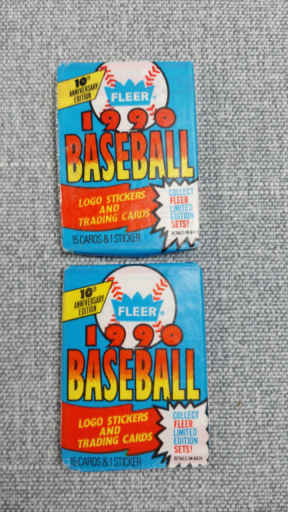 10th
ANNIVERSARY
EDITION
FLEER
1990
BASEBALL
LOGO STICKERS
AND
TRADING CARDS
COLLECT
FLEER
LIMITED
EDITION
SETS!
15 CARDS & 1 STICKER
10th
ANNIVERSARY
EDITION
FLEER
1990
BASEBALL
LOGO STICKERS
AND
TRADING CARDS
COLLECT
FLEER
LIMITED
EDITION
SETS!
15 CARDS & 1 STICKER